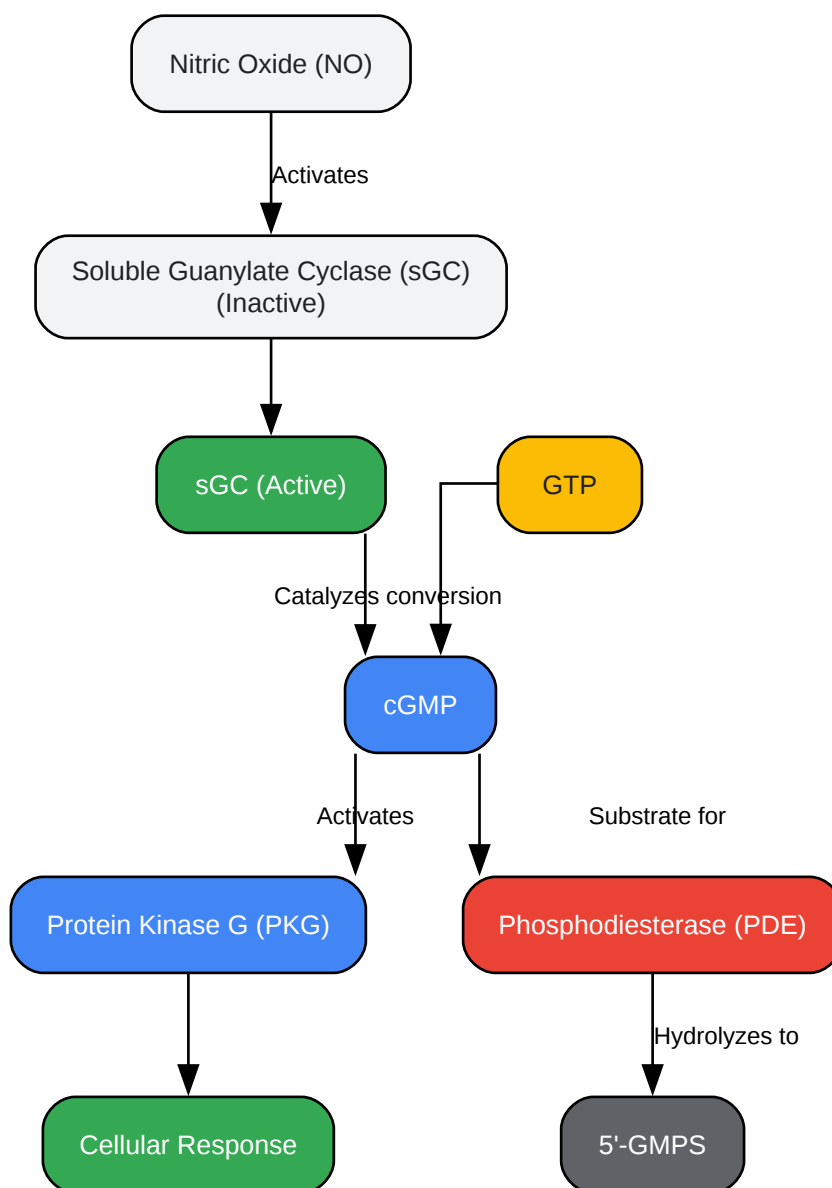 Nitric Oxide (NO)
Activates
Soluble Guanylate Cyclase (sGC)
(Inactive)
sGC (Active)
GTP
Catalyzes conversion
cGMP
Activates
Substrate for
Protein Kinase G (PKG)
Phosphodiesterase (PDE)
Hydrolyzes to
Cellular Response
5'-GMPS